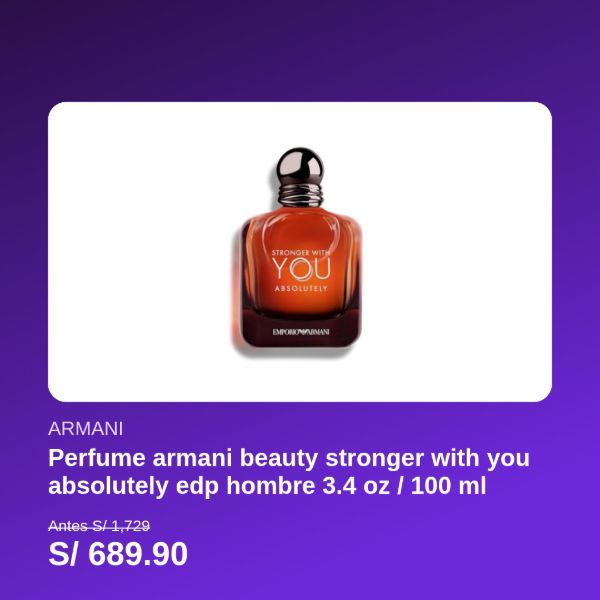 STRONGER WITH
YOU
ABSOLUTELY
EMPORIO ARMANI
ARMANI
Perfume armani beauty stronger with you
absolutely edp hombre 3.4 oz / 100 ml
Antes S/ 1,729
S/ 689.90